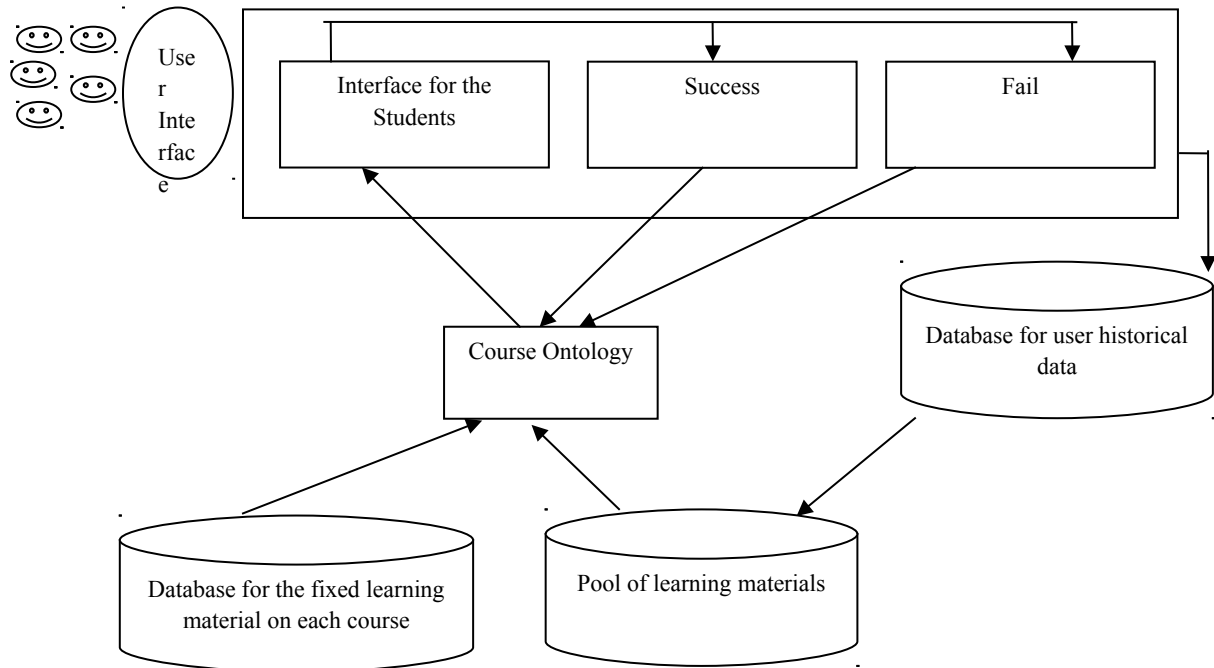 Use
r
Inte
rfac
e
Interface for the
Students
Success
Fail
Course Ontology
Database for user historical
data
Database for the fixed learning
material on each course
Pool of learning materials